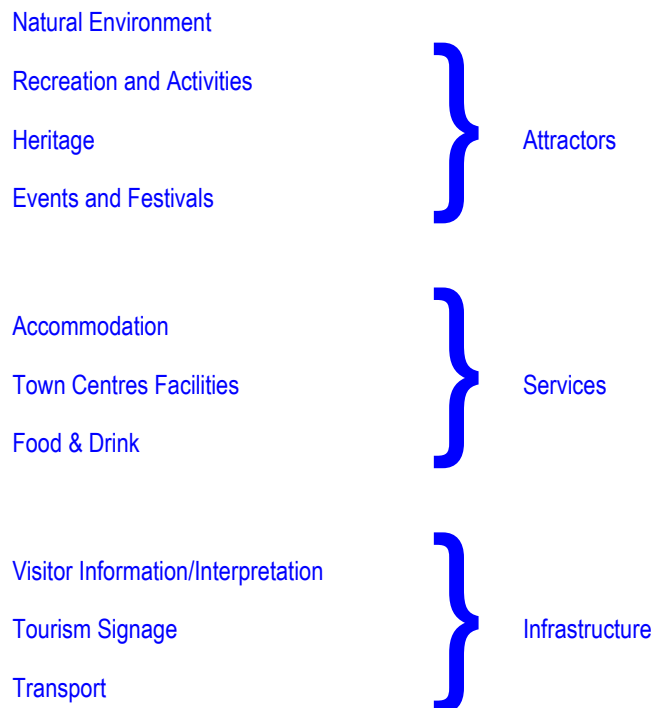 Natural Environment
Recreation and Activities
Heritage
Attractors
Events and Festivals
Accommodation
Town Centres Facilities
Services
Food & Drink
Visitor Information/Interpretation
Tourism Signage
Infrastructure
Transport